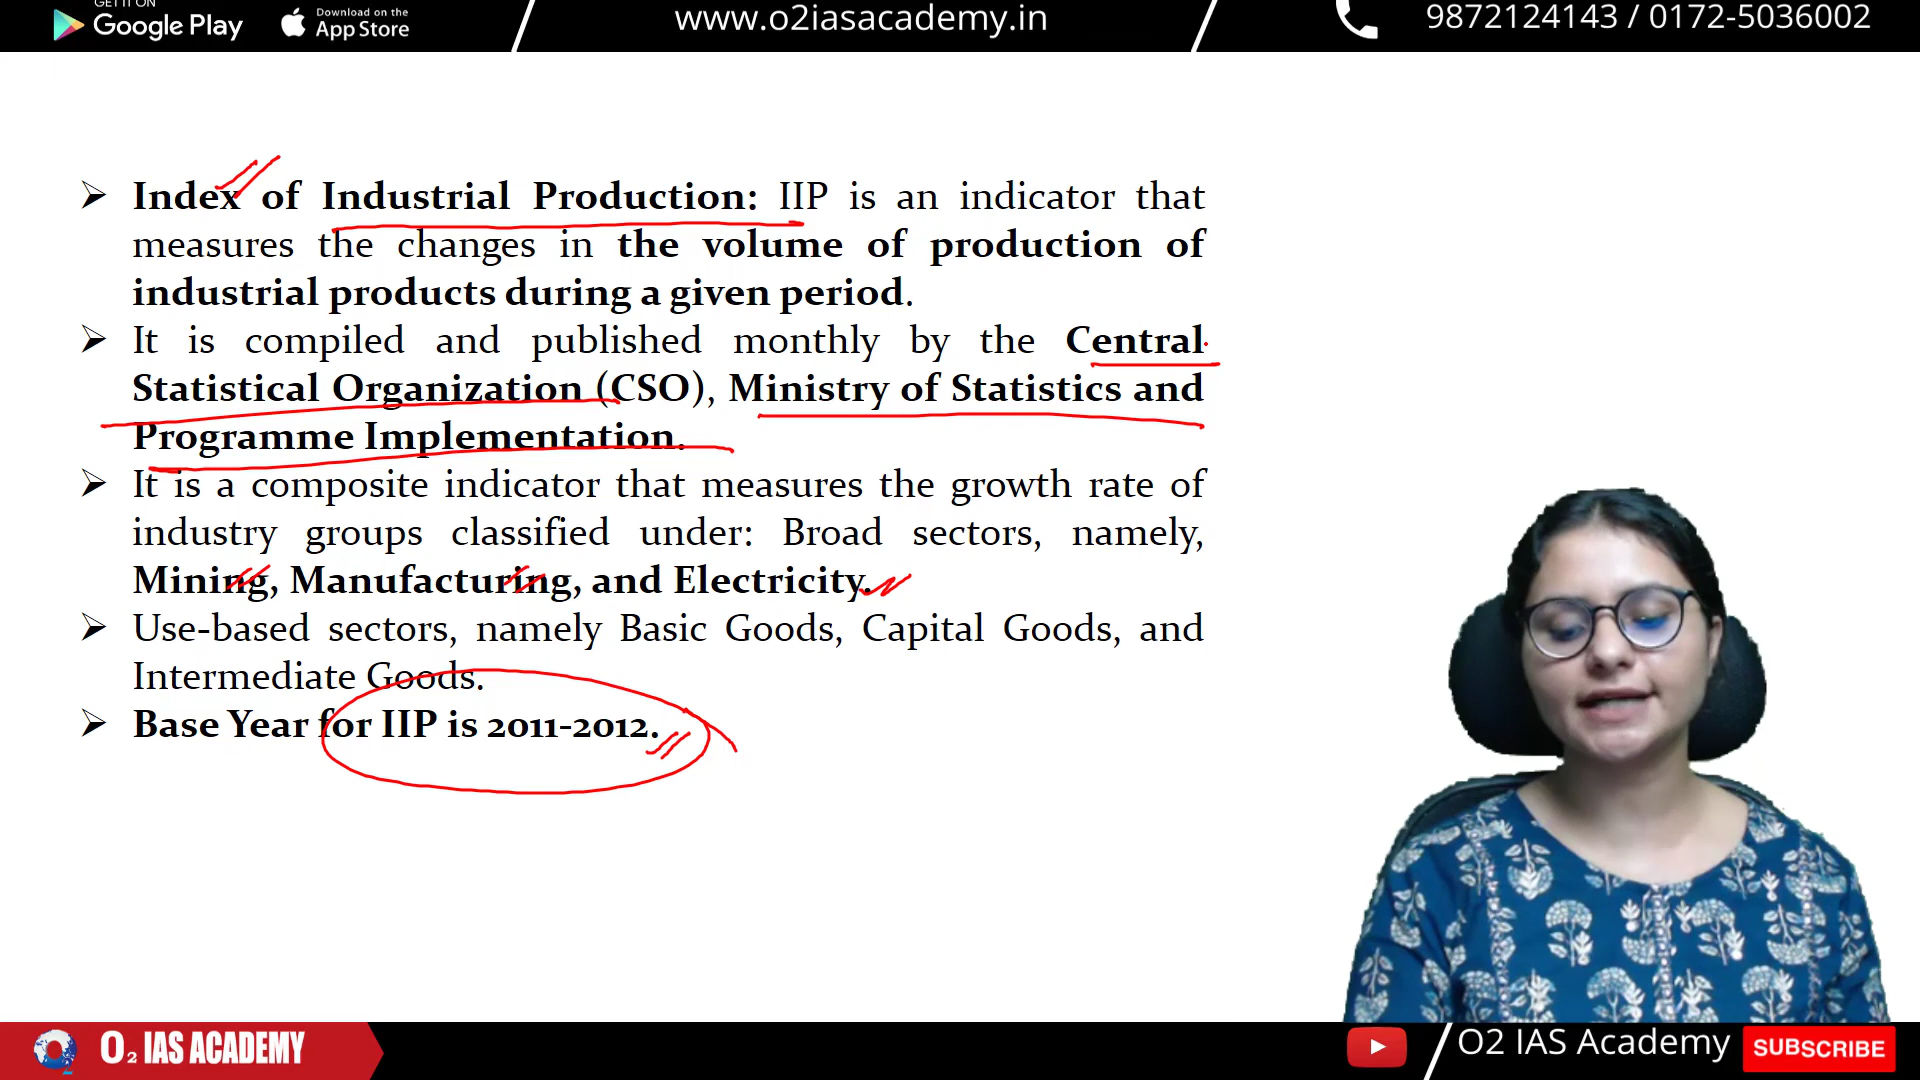 GET IT ON
Google Play
Download on the
App Store
www.o2iasacademy.in
9872124143 / 0172-5036002
➢ Index of Industrial Production: IIP is an indicator that
measures the changes in the volume of production of
industrial products during a given period.
➢ It is compiled and published monthly by the Central
Statistical Organization (CSO), Ministry of Statistics and
Programme Implementation.
➢ It is a composite indicator that measures the growth rate of
industry groups classified under: Broad sectors, namely,
Mining, Manufacturing, and Electricity.
➢ Use-based sectors, namely Basic Goods, Capital Goods, and
Intermediate Goods.
➢ Base Year for IIP is 2011-2012.
O2 IAS ACADEMY
O2 IAS Academy
SUBSCRIBE